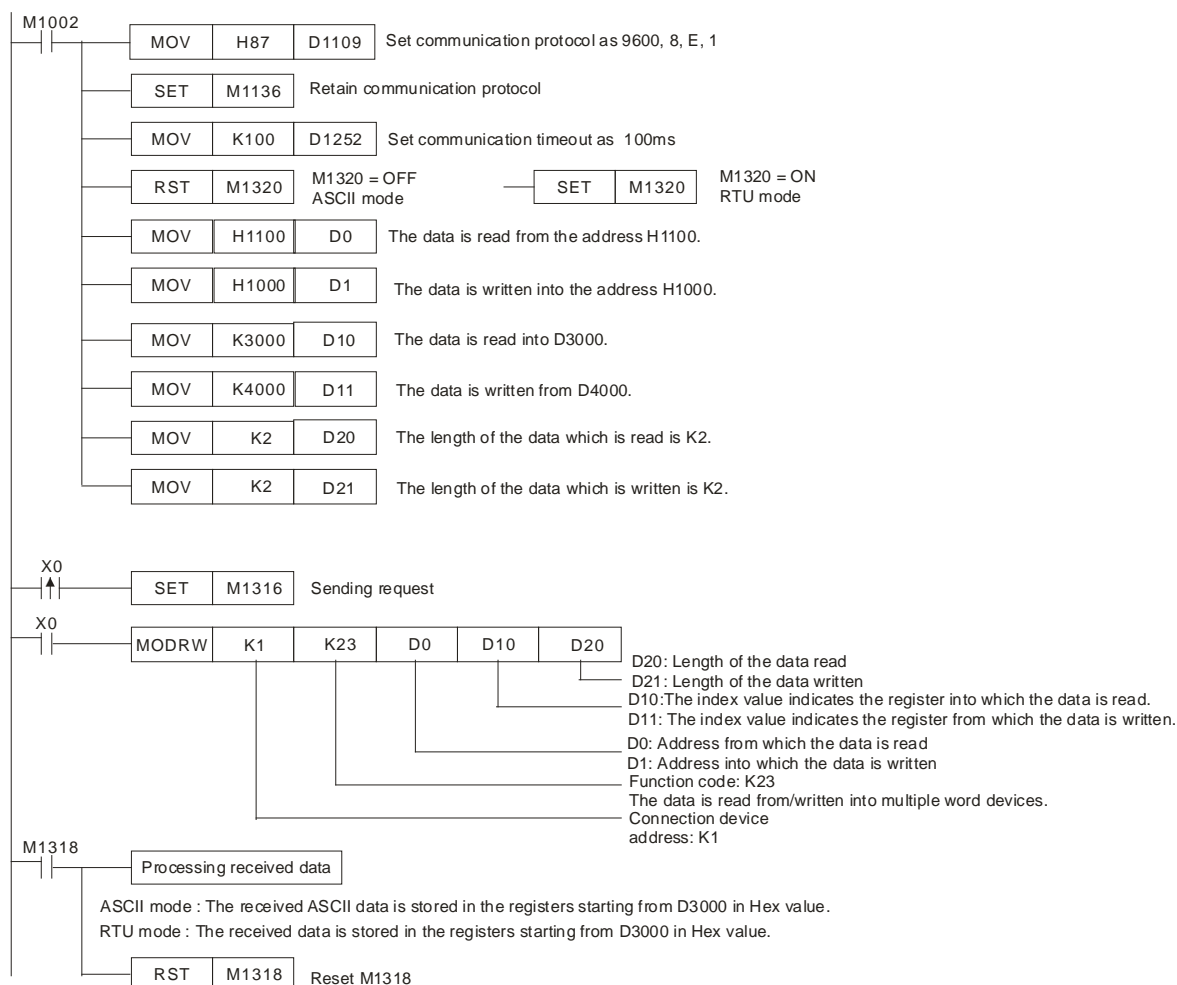 M1002
MOV H87 D1109 Set communication protocol as 9600, 8, E, 1
SET M1136 Retain communication protocol
MOV K100 D1252 Set communication timeout as 100ms
RST M1320 M1320 = OFF
ASCII mode
SET M1320 M1320 = ON
RTU mode
MOV H1100 D0 The data is read from the address H1100.
MOV H1000 D1 The data is written into the address H1000.
MOV K3000 D10 The data is read into D3000.
MOV K4000 D11 The data is written from D4000.
MOV K2 D20 The length of the data which is read is K2.
MOV K2 D21 The length of the data which is written is K2.
X0
SET M1316 Sending request
X0
MODRW K1 K23 D0 D10 D20
D20: Length of the data read
D21: Length of the data written
D10:The index value indicates the register into which the data is read.
D11: The index value indicates the register from which the data is written.
D0: Address from which the data is read
D1: Address into which the data is written
Function code: K23
The data is read from/written into multiple word devices.
Connection device
address: K1
M1318
Processing received data
ASCII mode : The received ASCII data is stored in the registers starting from D3000 in Hex value.
RTU mode : The received data is stored in the registers starting from D3000 in Hex value.
RST M1318 Reset M1318